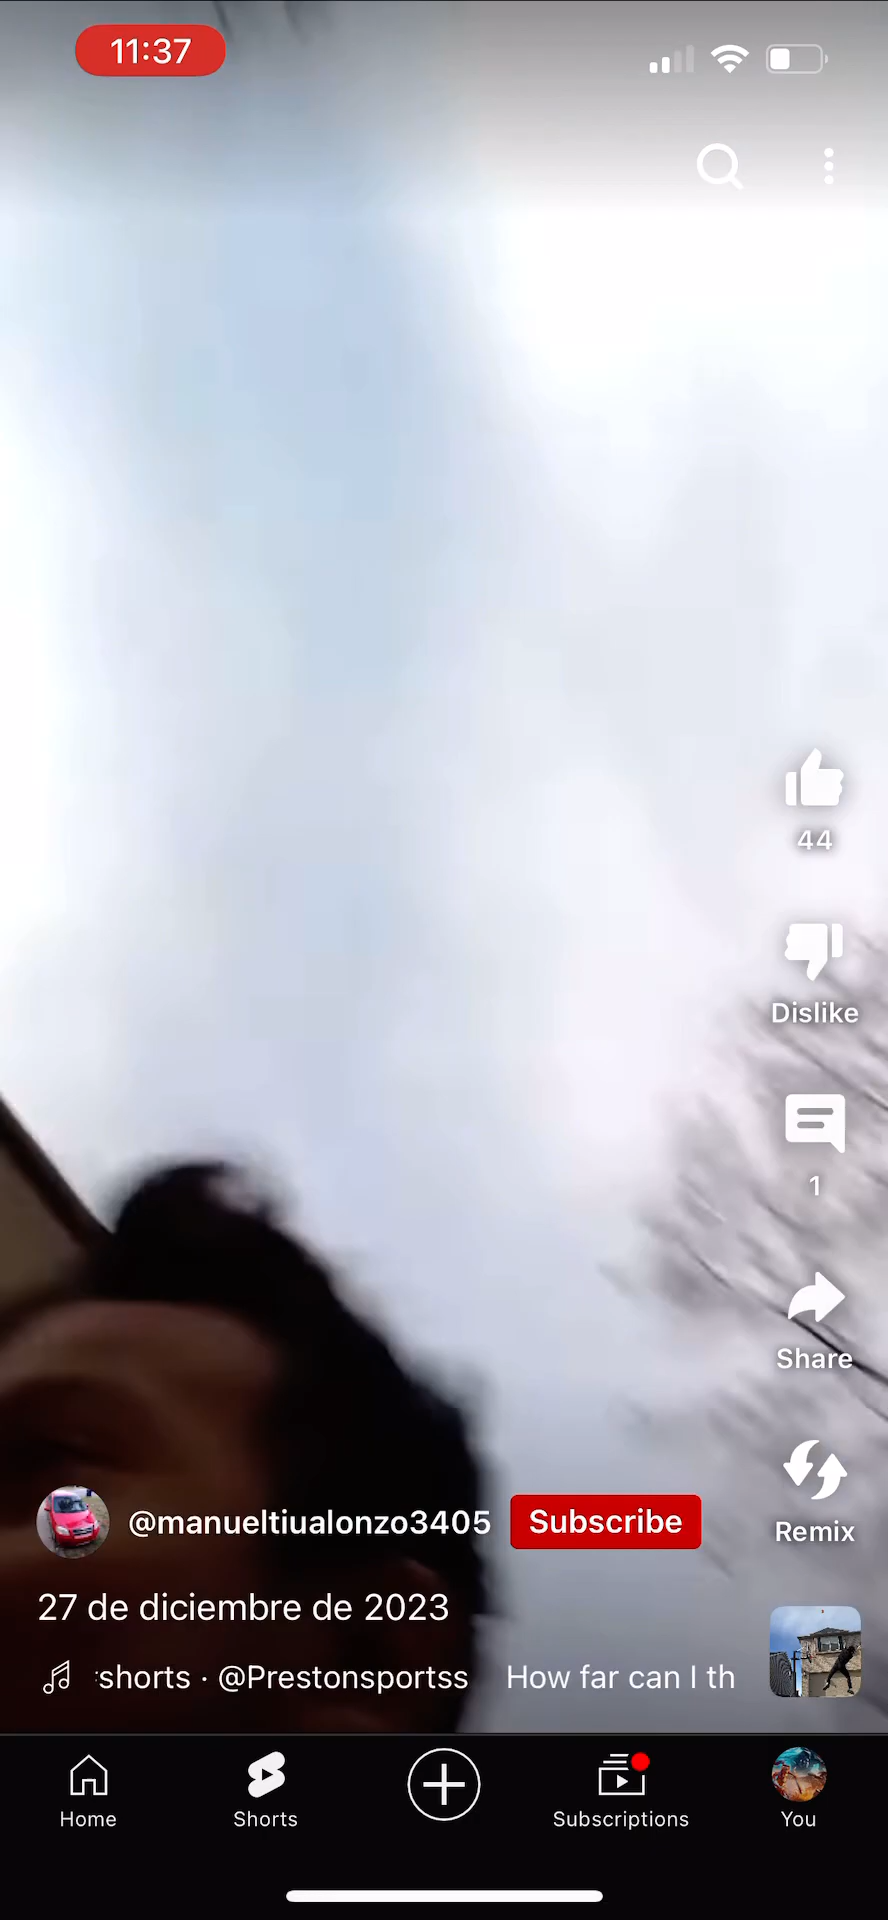 11:37
44
Dislike
1
Share
Remix
@manueltiualonzo3405 Subscribe
27 de diciembre de 2023
:shorts · @Prestonsportss How far can I th
Home Shorts Subscriptions You